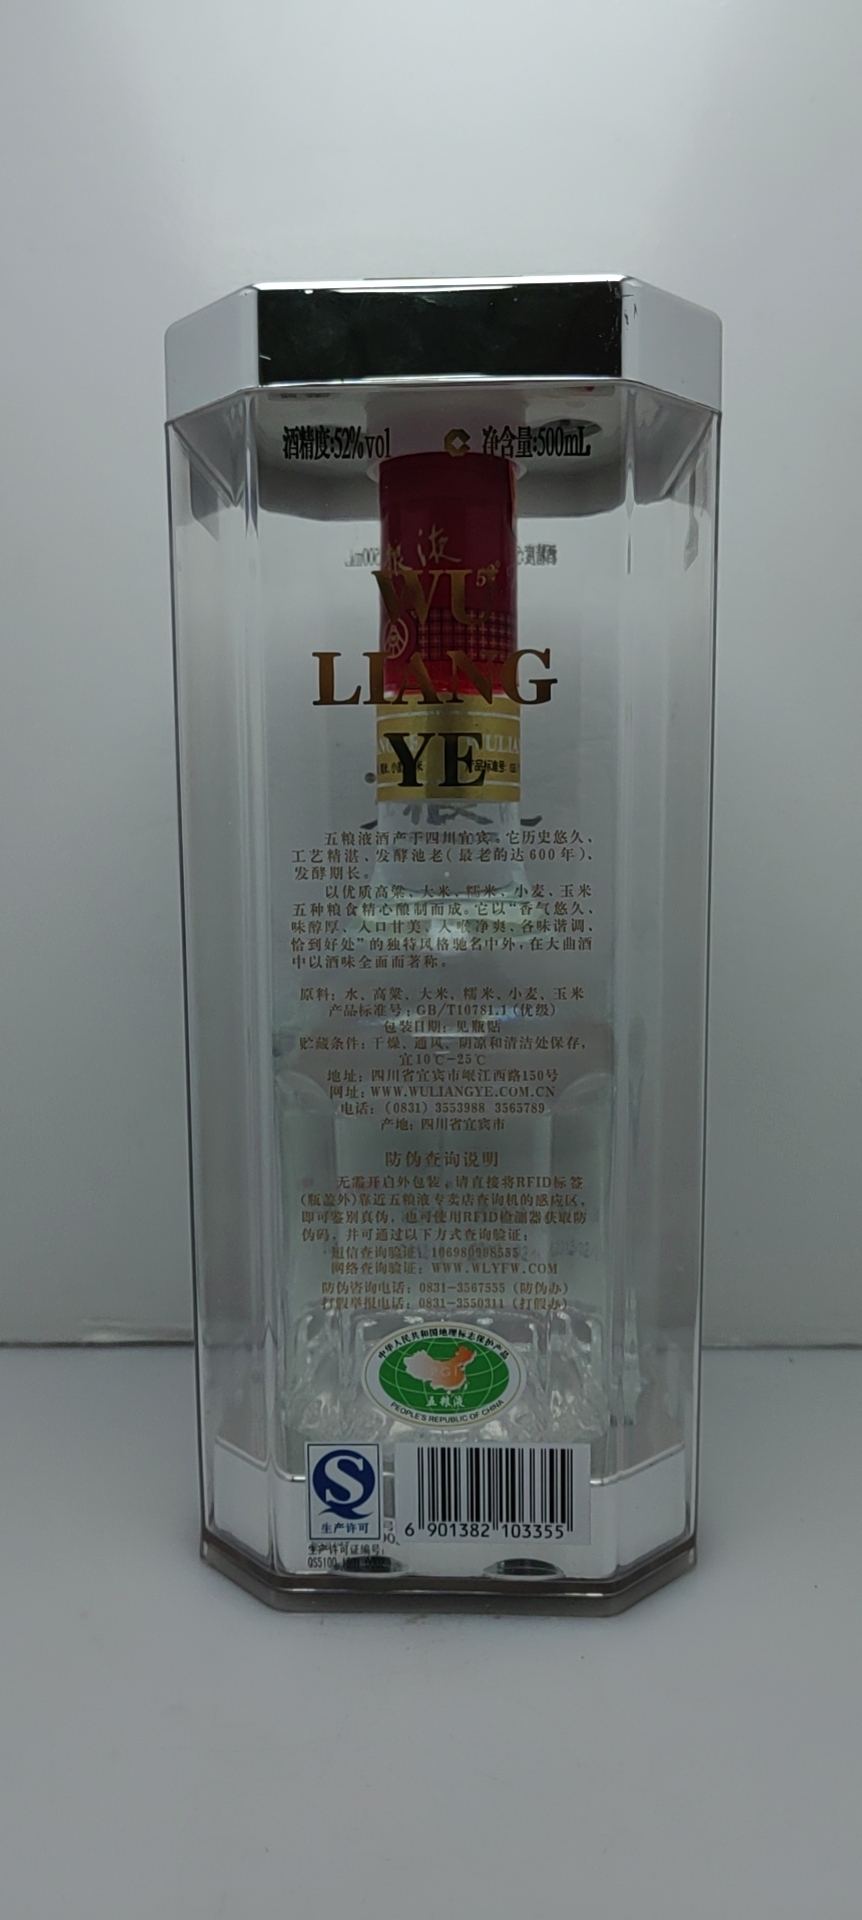 酒精度:52%vol 净含量:500mL
WU
LIANG
YE
五粮液酒产于四川宜宾。它历史悠久、
工艺精湛、发酵池老(最老的达600年)、
发酵期长。
以优质高粱、大米、糯米、小麦、玉米
五种粮食精心酿制而成。它以“香气悠久、
味醇厚、入口甘美、入喉净爽、各味谐调、
恰到好处”的独特风格驰名中外,在大曲酒
中以酒味全面而著称。
原料:水、高粱、大米、糯米、小麦、玉米
产品标准号:GB/T10781.1(优级)
包装日期:见瓶贴
贮藏条件:干燥、通风、阴凉和清洁处保存,
宜10℃-25℃
地址:四川省宜宾市岷江西路150号
网址:WWW.WULIANGYE.COM.CN
电话:(0831) 3553988 3565789
产地:四川省宜宾市
防伪查询说明
无需开启外包装,请直接将RFID标签
(瓶盖外)靠近五粮液专卖店查询机的感应区,
即可鉴别真伪,也可使用RFID检测器获取防
伪码,并可通过以下方式查询验证:
短信查询验证:106980998555
网络查询验证:WWW.WLYFW.COM
防伪咨询电话:0831-3567555 (防伪办)
打假举报电话:0831-3550311 (打假办)
中华人民共和国地理标志保护产品
PGI
五粮液
PEOPLE'S REPUBLIC OF CHINA
生产许可
6 901382 103355
生产许可证编号:
QS5100